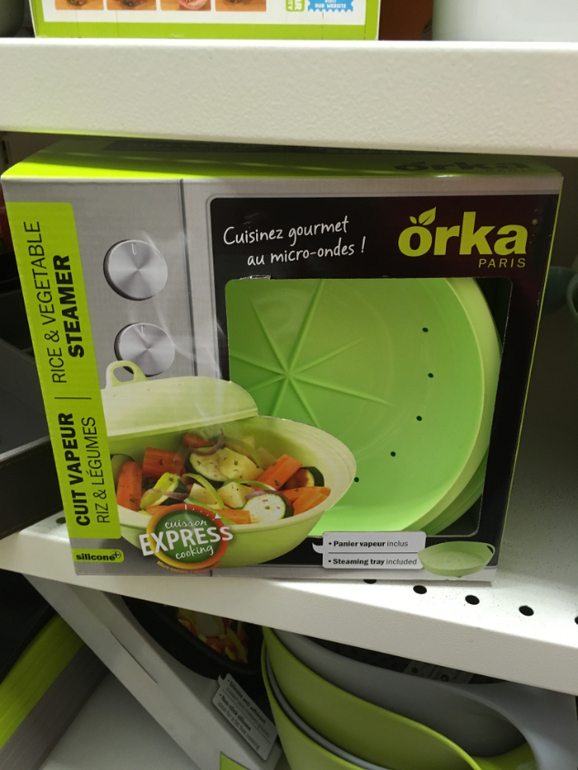 Cuisinez gourmet
au micro-ondes !
orka
PARIS
RICE & VEGETABLE
STEAMER
CUIT VAPEUR
RIZ & LÉGUMES
silicone+
cuisson
EXPRESS
cooking
• Panier vapeur inclus
• Steaming tray included